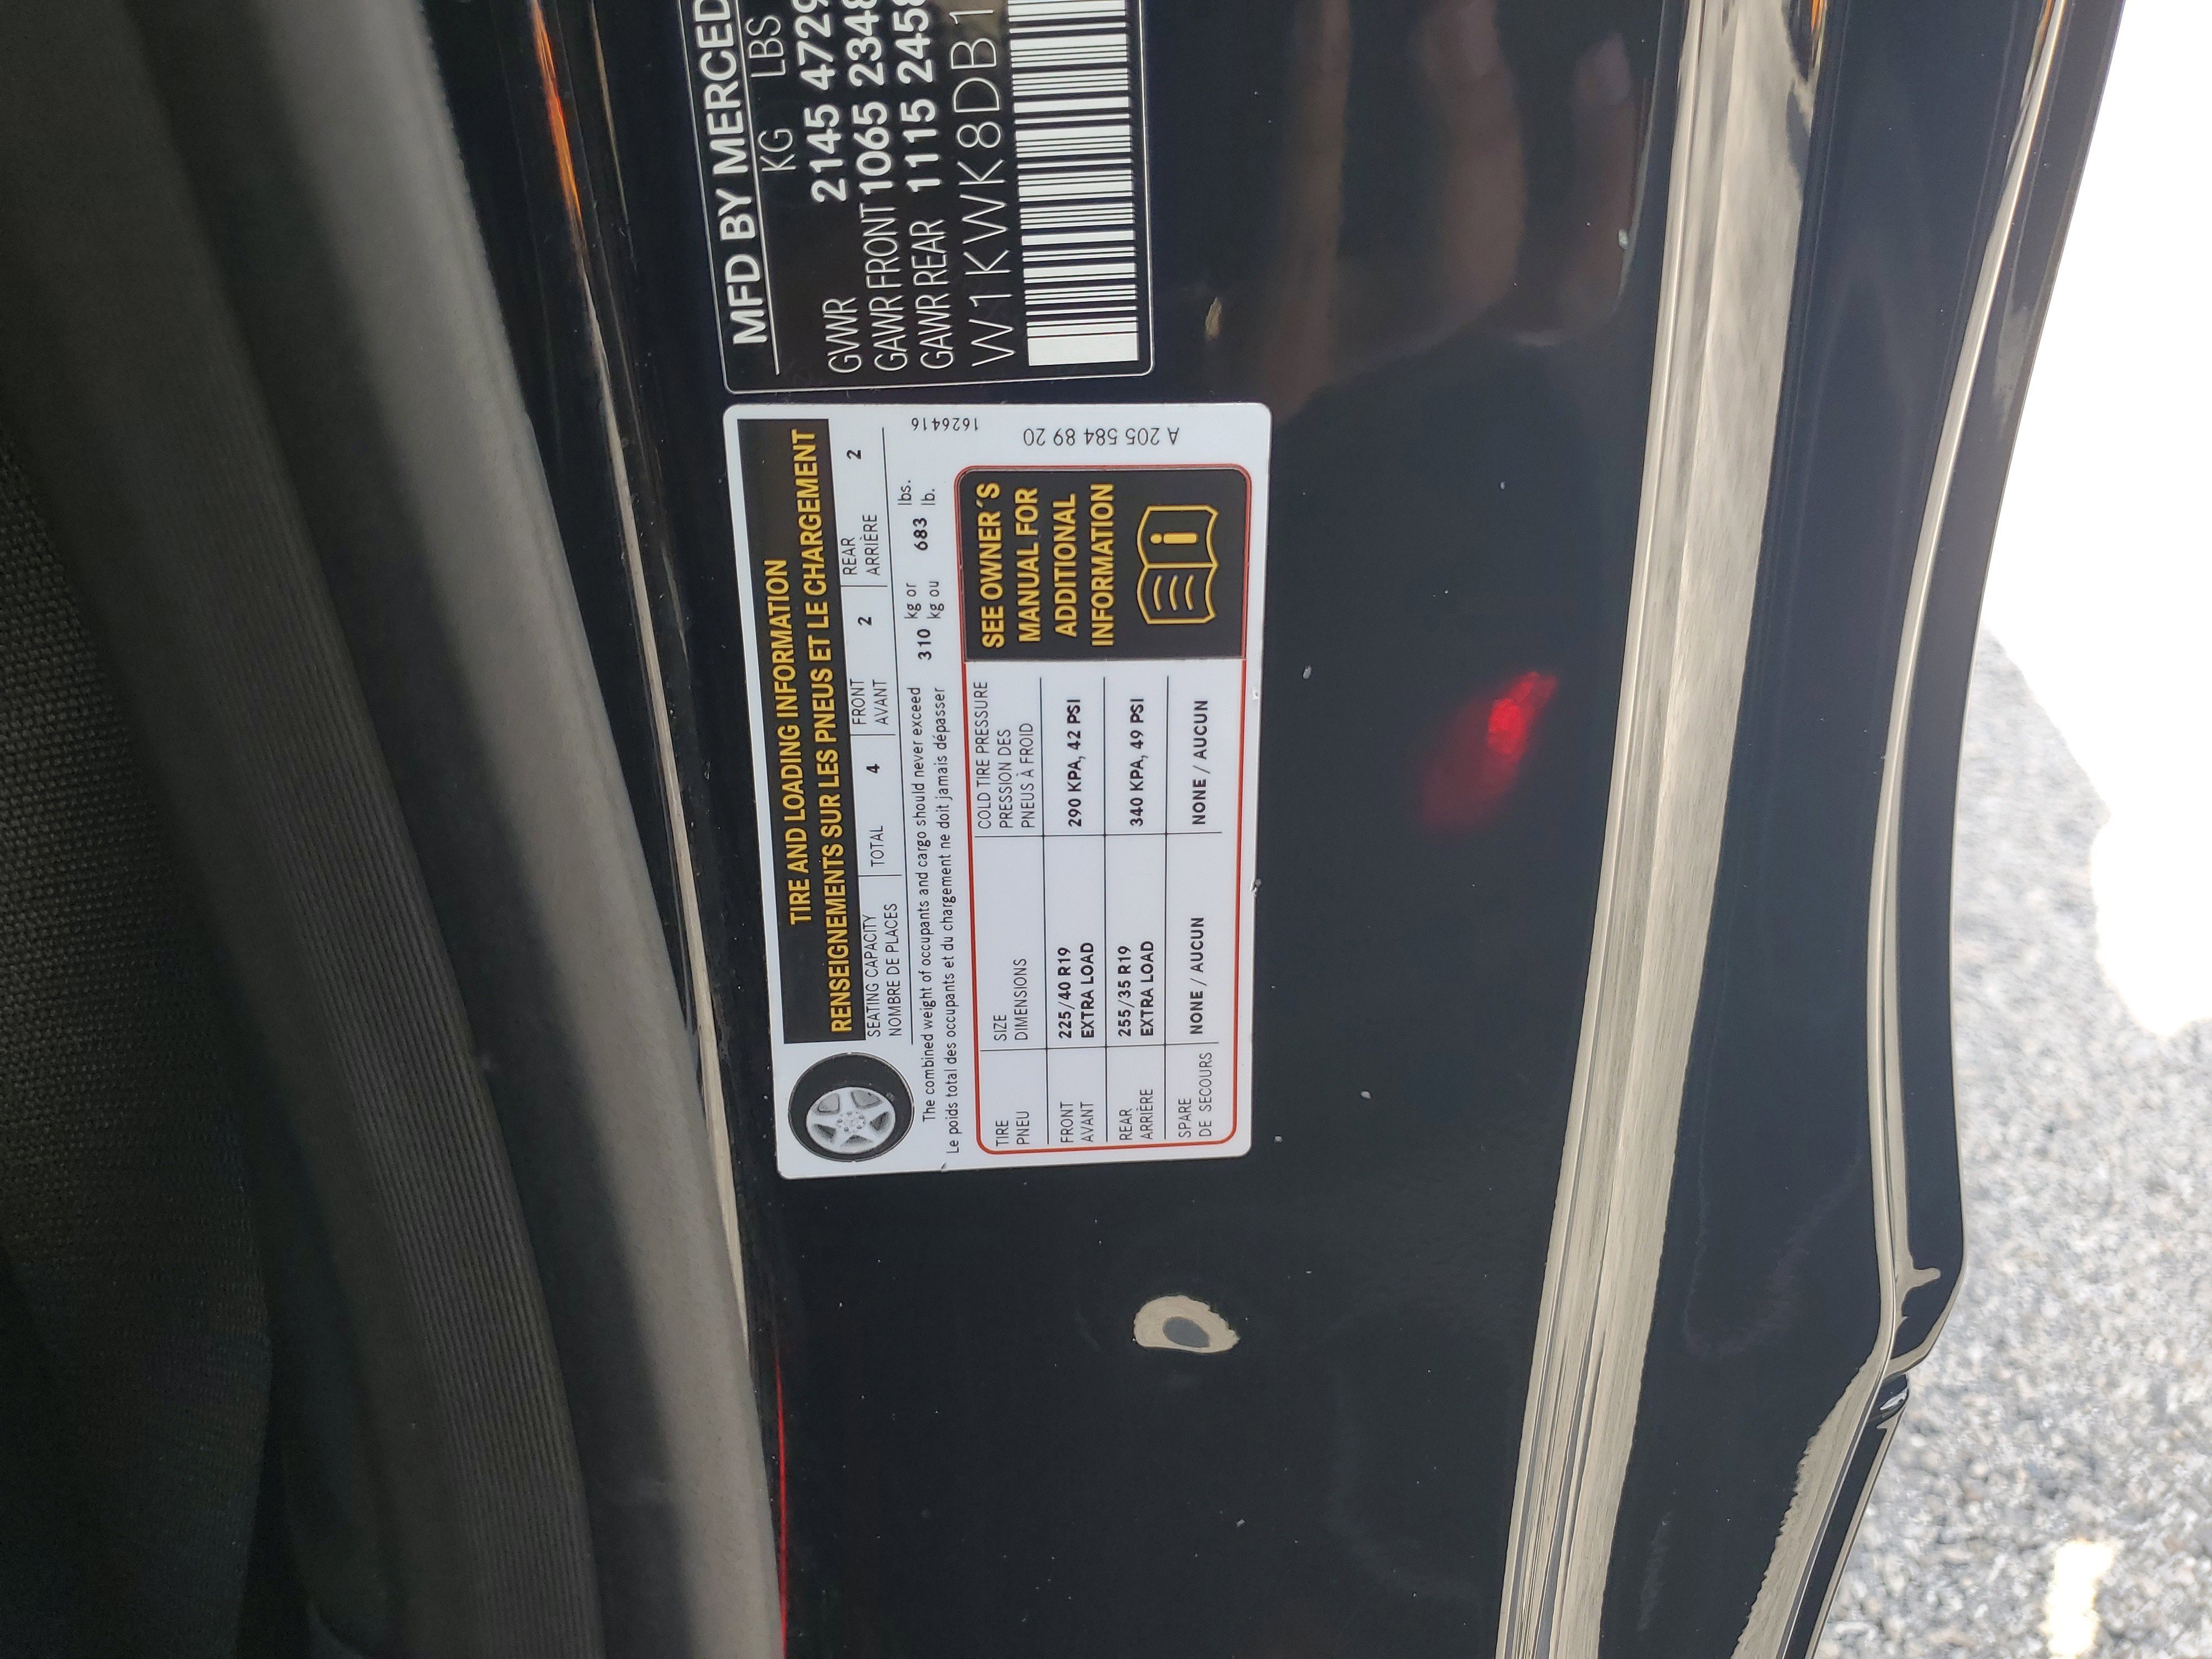 TIRE AND LOADING INFORMATION
RENSEIGNEMENTS SUR LES PNEUS ET LE CHARGEMENT
SEATING CAPACITY TOTAL 4 FRONT 2 REAR 2
NOMBRE DE PLACES AVANT ARRIÈRE
The combined weight of occupants and cargo should never exceed 310 kg or 683 lbs.
Le poids total des occupants et du chargement ne doit jamais dépasser kg ou lb.
TIRE SIZE COLD TIRE PRESSURE
PNEU DIMENSIONS PRESSION DES
PNEUS À FROID
FRONT 225/40 R19 290 KPA, 42 PSI
AVANT EXTRA LOAD
REAR 255/35 R19 340 KPA, 49 PSI
ARRIÈRE EXTRA LOAD
SPARE NONE / AUCUN NONE / AUCUN
DE SECOURS
SEE OWNER´S
MANUAL FOR
ADDITIONAL
INFORMATION
i
1626416
A 205 584 89 20
MFD BY MERCED
KG LBS
GVWR 2145 4729
GAWR FRONT 1065 2348
GAWR REAR 1115 2458
W1KWK8DB1